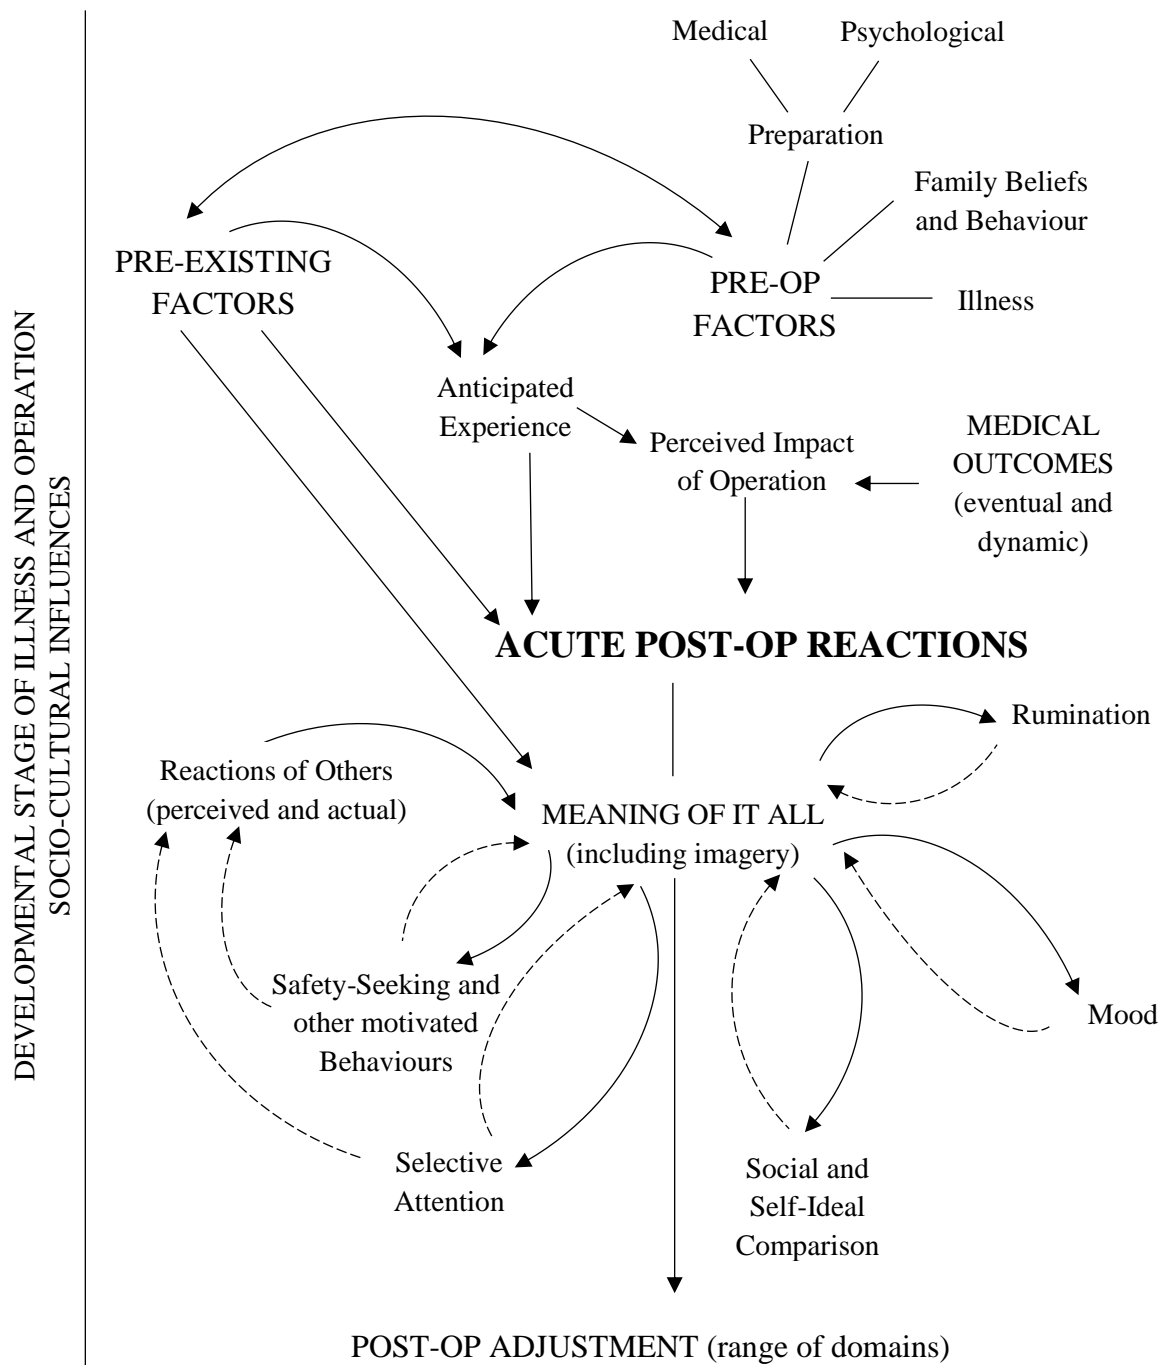 Medical
Psychological
Preparation
Family Beliefs
and Behaviour
PRE-EXISTING
FACTORS
PRE-OP
FACTORS
Illness
Anticipated
Experience
Perceived Impact
of Operation
MEDICAL
OUTCOMES
(eventual and
dynamic)
DEVELOPMENTAL STAGE OF ILLNESS AND OPERATION
SOCIO-CULTURAL INFLUENCES
ACUTE POST-OP REACTIONS
Rumination
Reactions of Others
(perceived and actual)
MEANING OF IT ALL
(including imagery)
Safety-Seeking and
other motivated
Behaviours
Mood
Selective
Attention
Social and
Self-Ideal
Comparison
POST-OP ADJUSTMENT (range of domains)